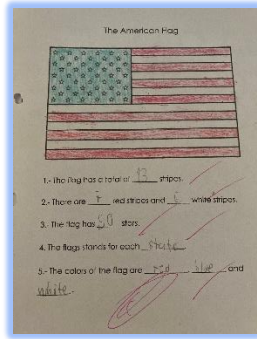 The American Flag
1.- The flag has a total of 13 stripes.
2.- There are 7 red stripes and 6 white stripes.
3. The flag has 50 stars.
4. The flags stands for each state
5.- The colors of the flag are red, blue and
white.